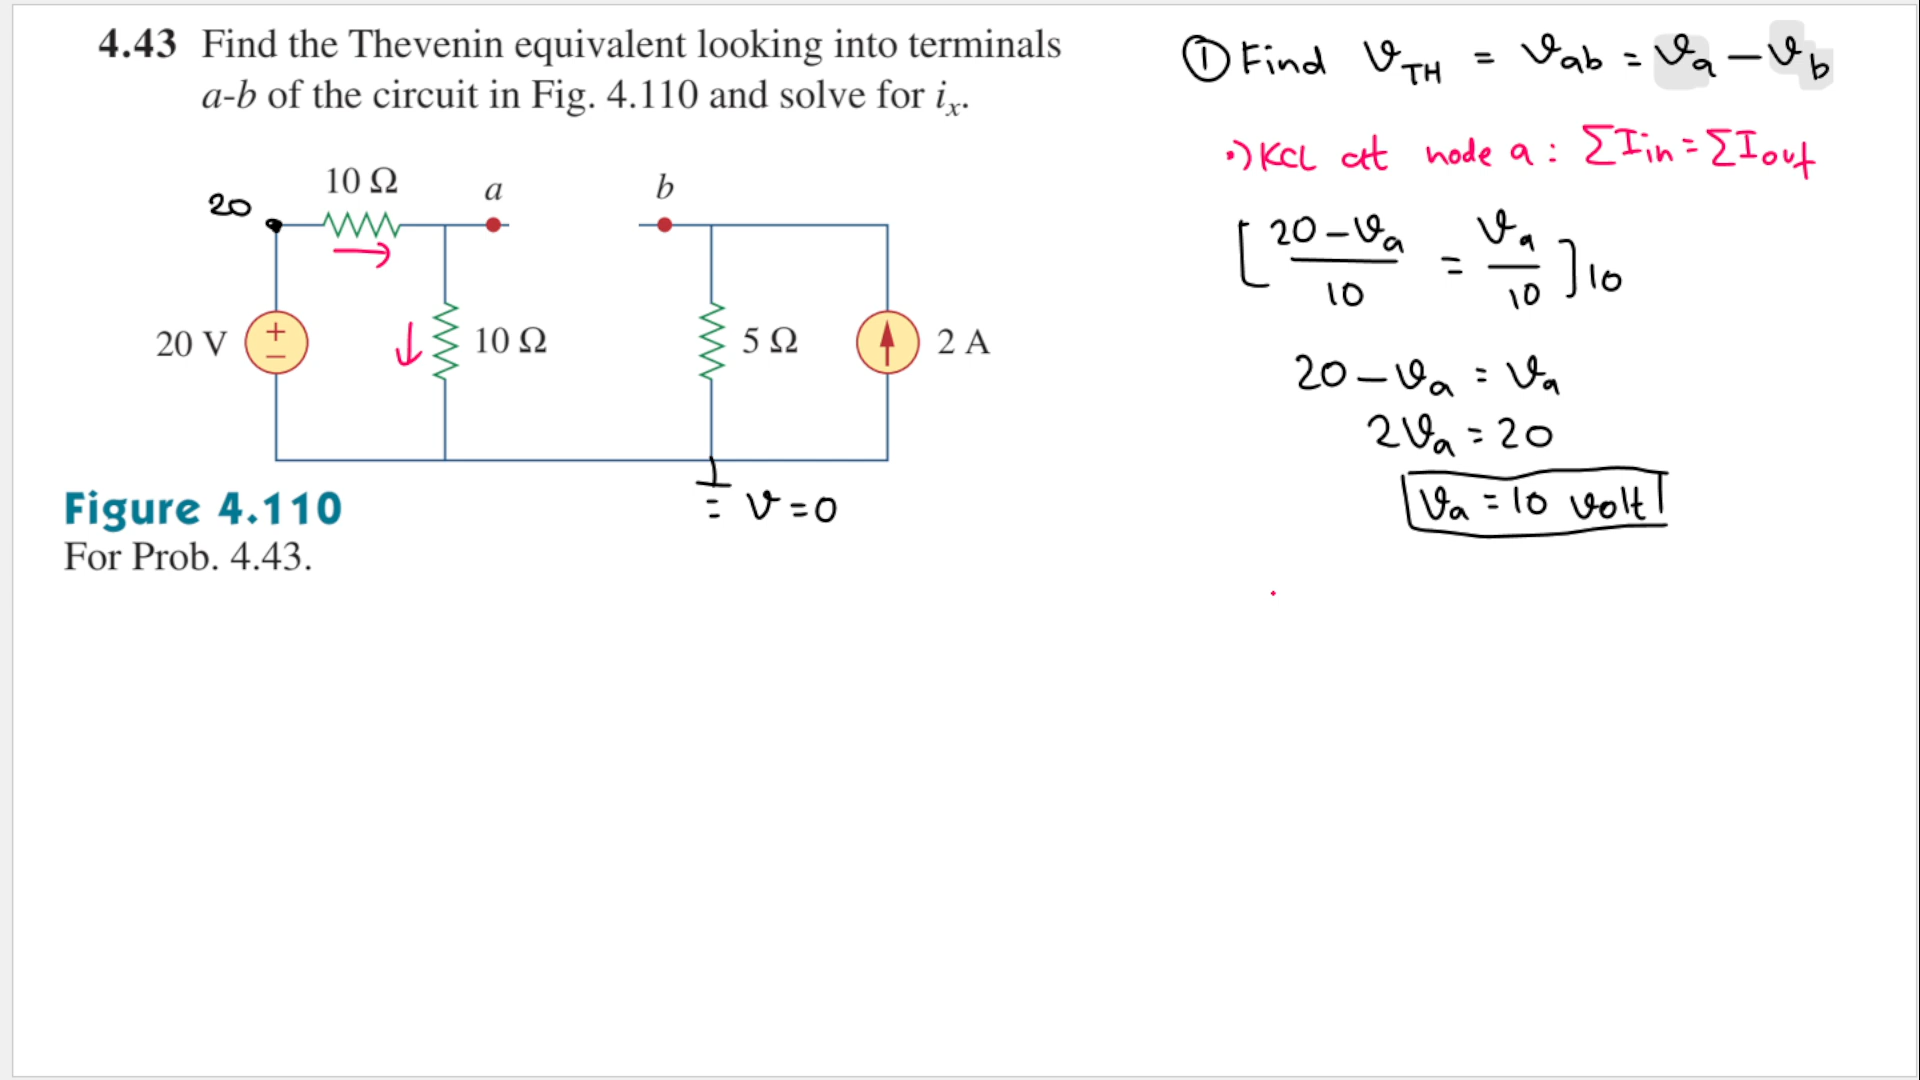 4.43 Find the Thevenin equivalent looking into terminals
a-b of the circuit in Fig. 4.110 and solve for iₓ.
10 Ω
a
b
20
20 V
+
−
10 Ω
5 Ω
2 A
v=0
Figure 4.110
For Prob. 4.43.
① Find v_TH = v_ab = v_a − v_b
•) KCL at node a : ΣI_in = ΣI_out
[ (20 − v_a)/10 = v_a/10 ] 10
20 − v_a = v_a
2v_a = 20
v_a = 10 volt